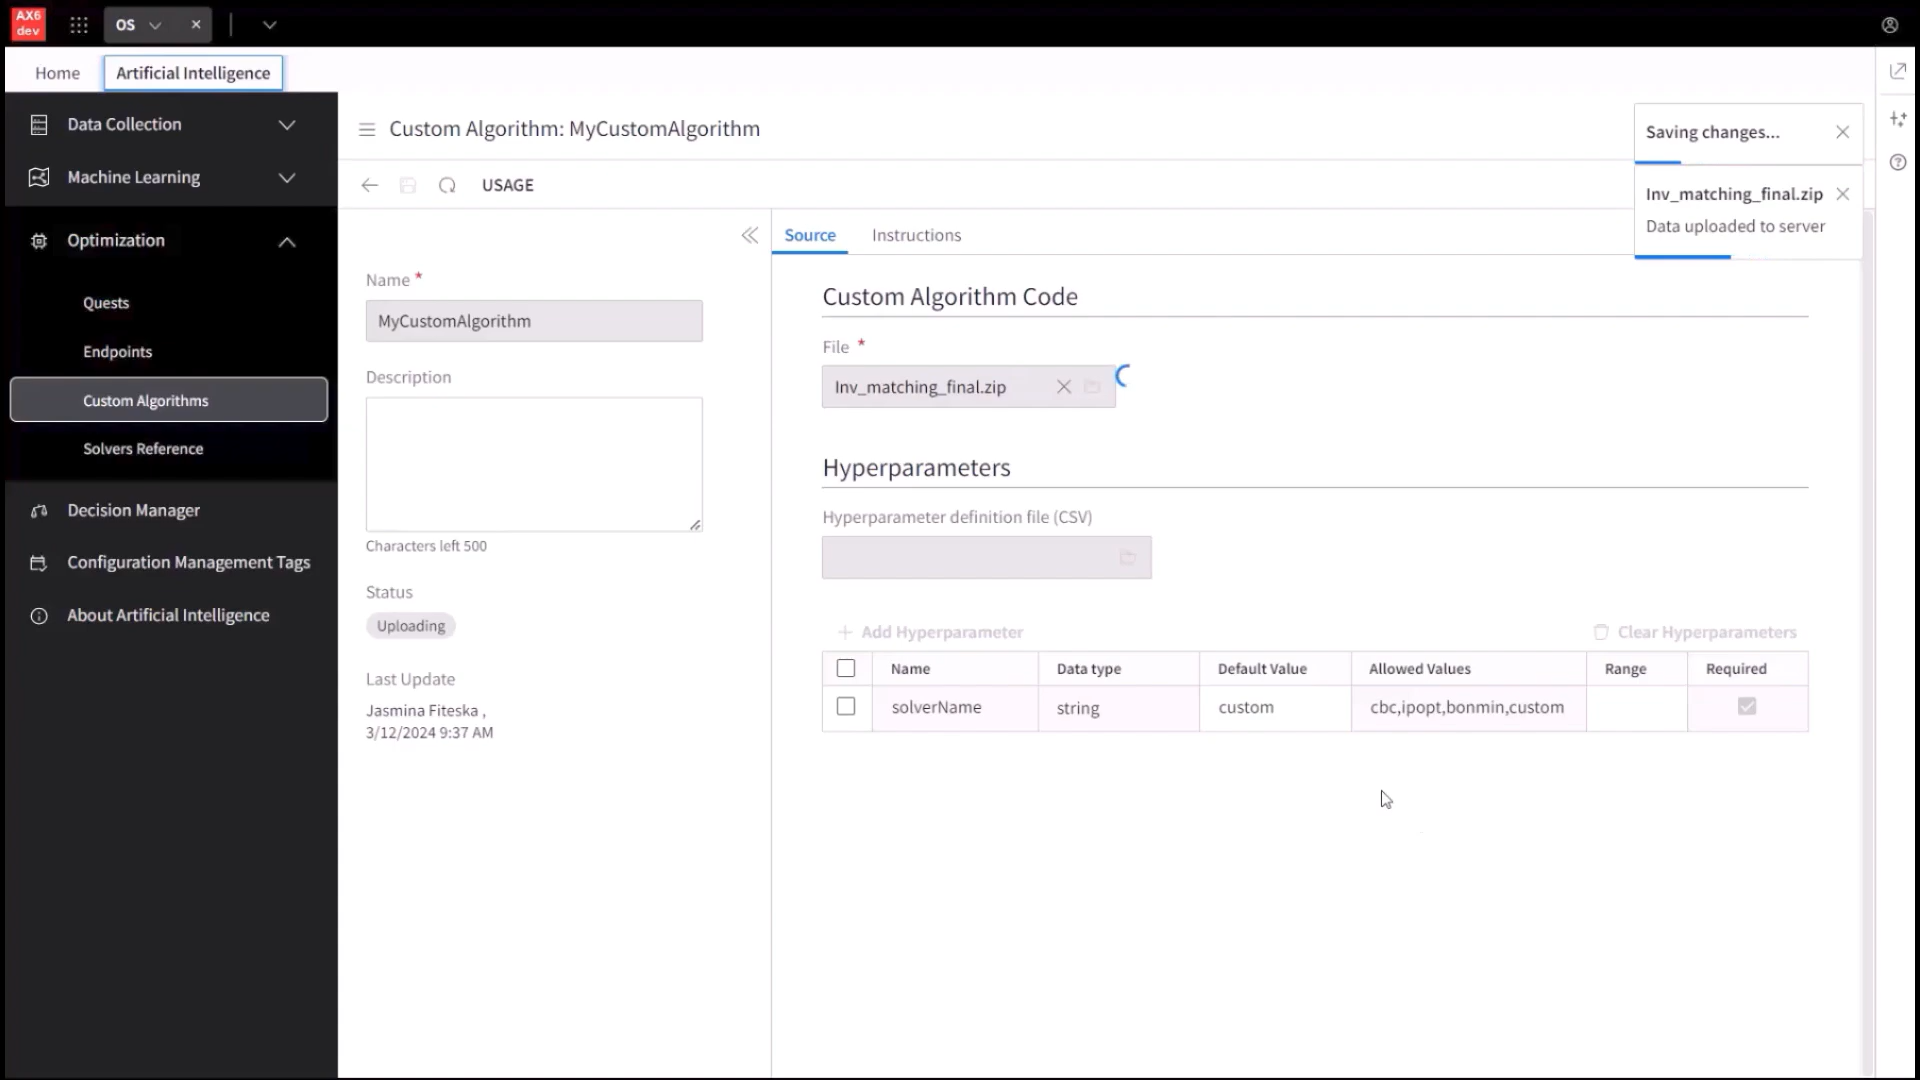 AX6
dev
OS
Home
Artificial Intelligence
Data Collection
Machine Learning
Optimization
Quests
Endpoints
Custom Algorithms
Solvers Reference
Decision Manager
Configuration Management Tags
About Artificial Intelligence
Custom Algorithm: MyCustomAlgorithm
USAGE
Name *
MyCustomAlgorithm
Description
Characters left 500
Status
Uploading
Last Update
Jasmina Fiteska ,
3/12/2024 9:37 AM
Source Instructions
Custom Algorithm Code
File *
Inv_matching_final.zip
Hyperparameters
Hyperparameter definition file (CSV)
Add Hyperparameter Clear Hyperparameters
Name Data type Default Value Allowed Values Range Required
solverName string custom cbc,ipopt,bonmin,custom
Saving changes...
Inv_matching_final.zip
Data uploaded to server